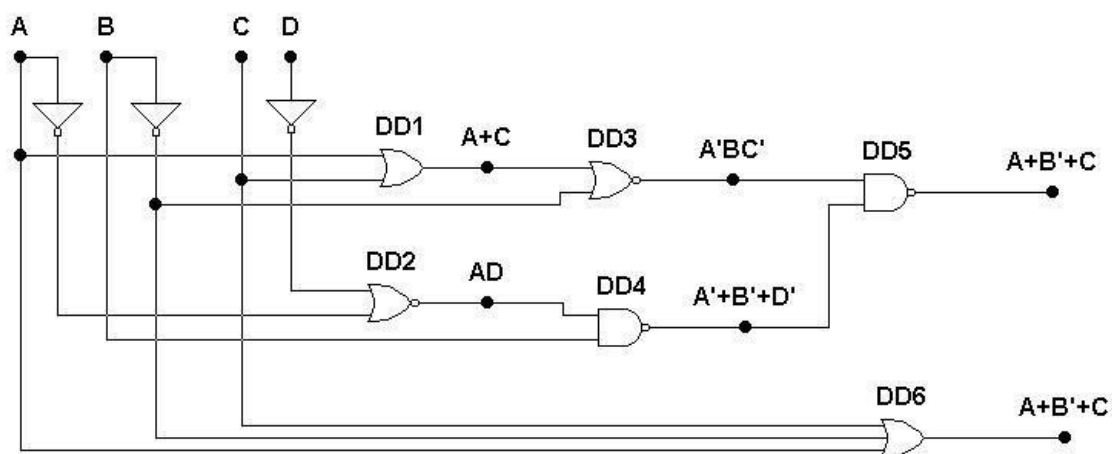 A B C D
DD1 A+C DD3 A'BC' DD5 A+B'+C
DD2 AD DD4 A'+B'+D'
DD6 A+B'+C